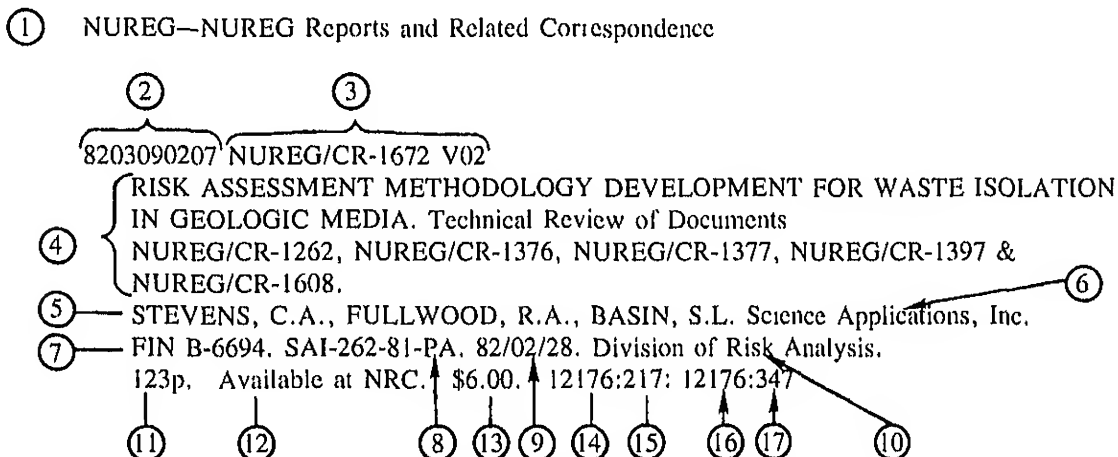 ① NUREG—NUREG Reports and Related Correspondence
② ③
8203090207 NUREG/CR-1672 V02
RISK ASSESSMENT METHODOLOGY DEVELOPMENT FOR WASTE ISOLATION
IN GEOLOGIC MEDIA. Technical Review of Documents
④ NUREG/CR-1262, NUREG/CR-1376, NUREG/CR-1377, NUREG/CR-1397 &
NUREG/CR-1608.
⑥
⑤ STEVENS, C.A., FULLWOOD, R.A., BASIN, S.L. Science Applications, Inc.
⑦ FIN B-6694. SAI-262-81-PA. 82/02/28. Division of Risk Analysis.
123p. Available at NRC. $6.00. 12176:217: 12176:347
⑪ ⑫ ⑧ ⑬ ⑨ ⑭ ⑮ ⑯ ⑰ ⑩